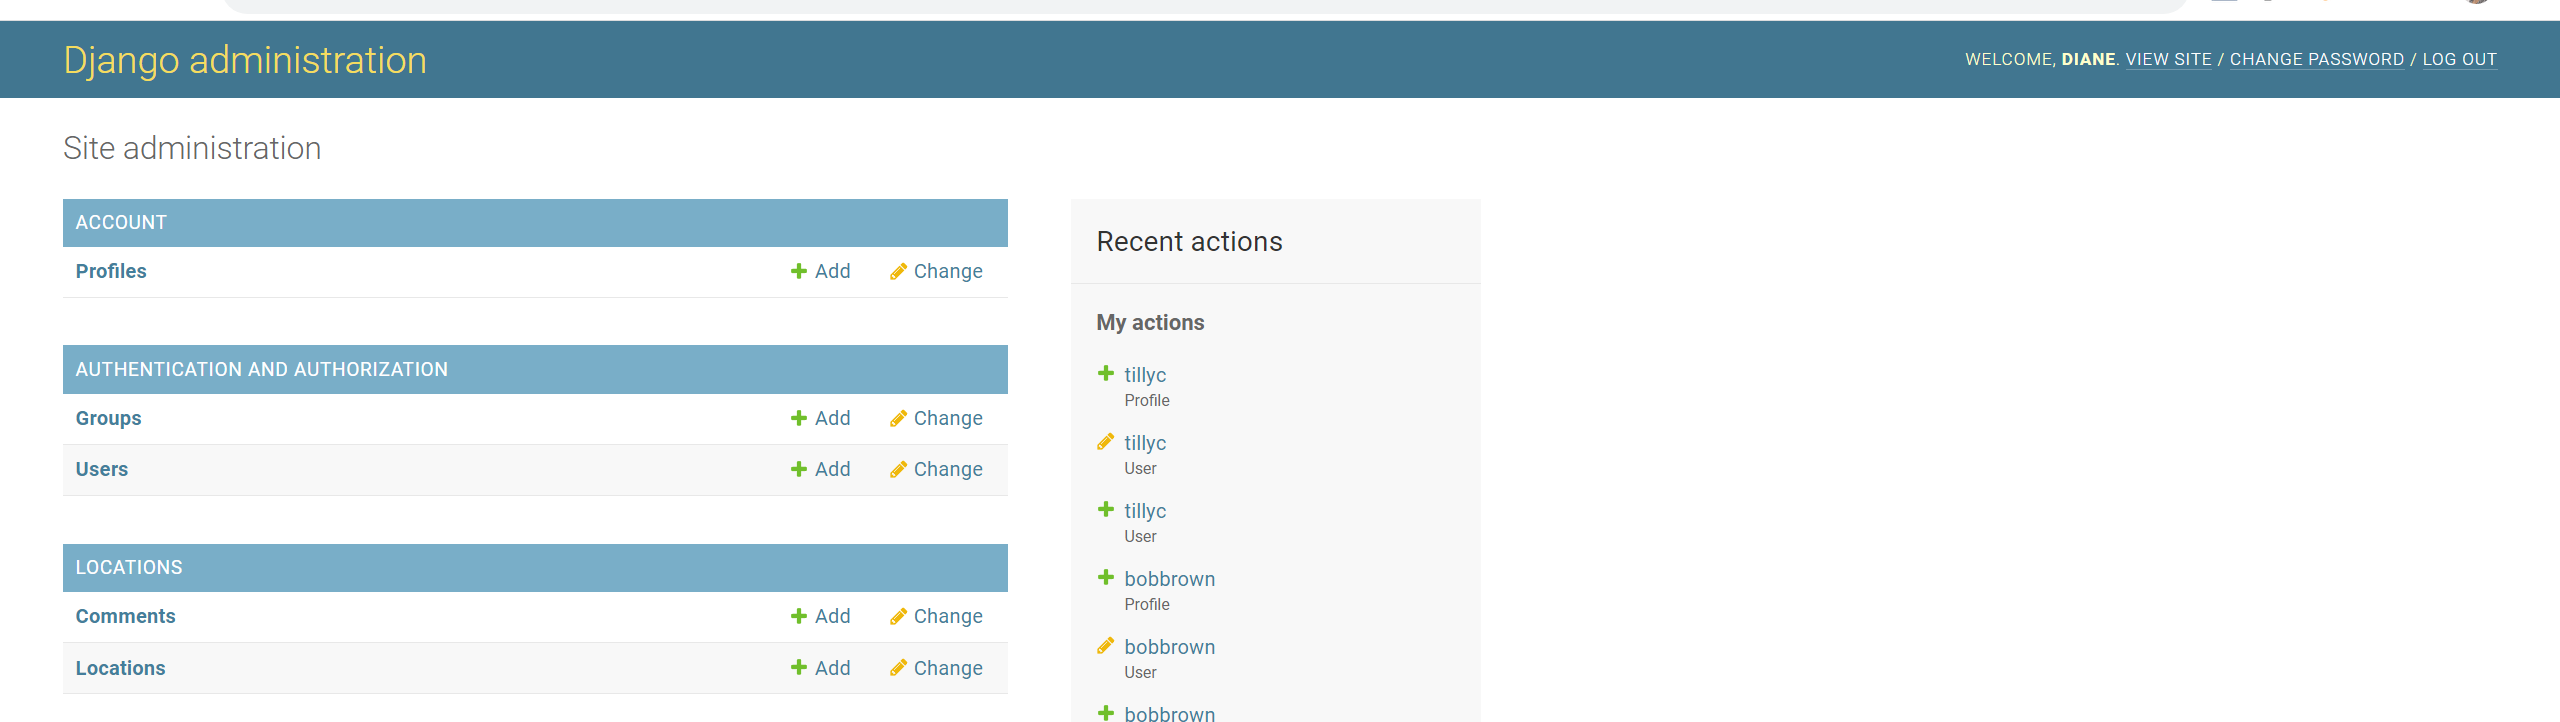 Django administration
WELCOME, DIANE. VIEW SITE / CHANGE PASSWORD / LOG OUT
Site administration
ACCOUNT
Profiles Add Change
AUTHENTICATION AND AUTHORIZATION
Groups Add Change
Users Add Change
LOCATIONS
Comments Add Change
Locations Add Change
Recent actions
My actions
tillyc
Profile
tillyc
User
tillyc
User
bobbrown
Profile
bobbrown
User
bobbrown